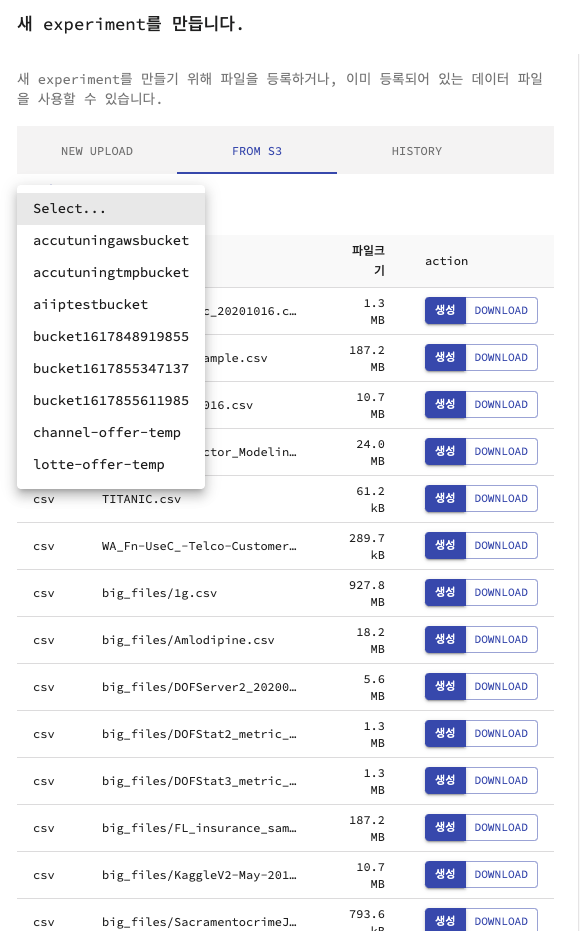 새 experiment를 만듭니다.
새 experiment를 만들기 위해 파일을 등록하거나, 이미 등록되어 있는 데이터 파일
을 사용할 수 있습니다.
NEW UPLOAD FROM S3 HISTORY
Select...
accutuningawsbucket
accutuningtmpbucket
aiiptestbucket
bucket1617848919855
bucket1617855347137
bucket1617855611985
channel-offer-temp
lotte-offer-temp
파일크
기
action
c_20201016.c… 1.3
MB
생성 DOWNLOAD
ample.csv 187.2
MB
생성 DOWNLOAD
016.csv 10.7
MB
생성 DOWNLOAD
ctor_Modelin… 24.0
MB
생성 DOWNLOAD
csv TITANIC.csv 61.2
kB
생성 DOWNLOAD
csv WA_Fn-UseC_-Telco-Customer… 289.7
kB
생성 DOWNLOAD
csv big_files/1g.csv 927.8
MB
생성 DOWNLOAD
csv big_files/Amlodipine.csv 18.2
MB
생성 DOWNLOAD
csv big_files/DOFServer2_20200… 5.6
MB
생성 DOWNLOAD
csv big_files/DOFStat2_metric_… 1.3
MB
생성 DOWNLOAD
csv big_files/DOFStat3_metric_… 1.3
MB
생성 DOWNLOAD
csv big_files/FL_insurance_sam… 187.2
MB
생성 DOWNLOAD
csv big_files/KaggleV2-May-201… 10.7
MB
생성 DOWNLOAD
csv big_files/SacramentocrimeJ… 793.6
kB
생성 DOWNLOAD